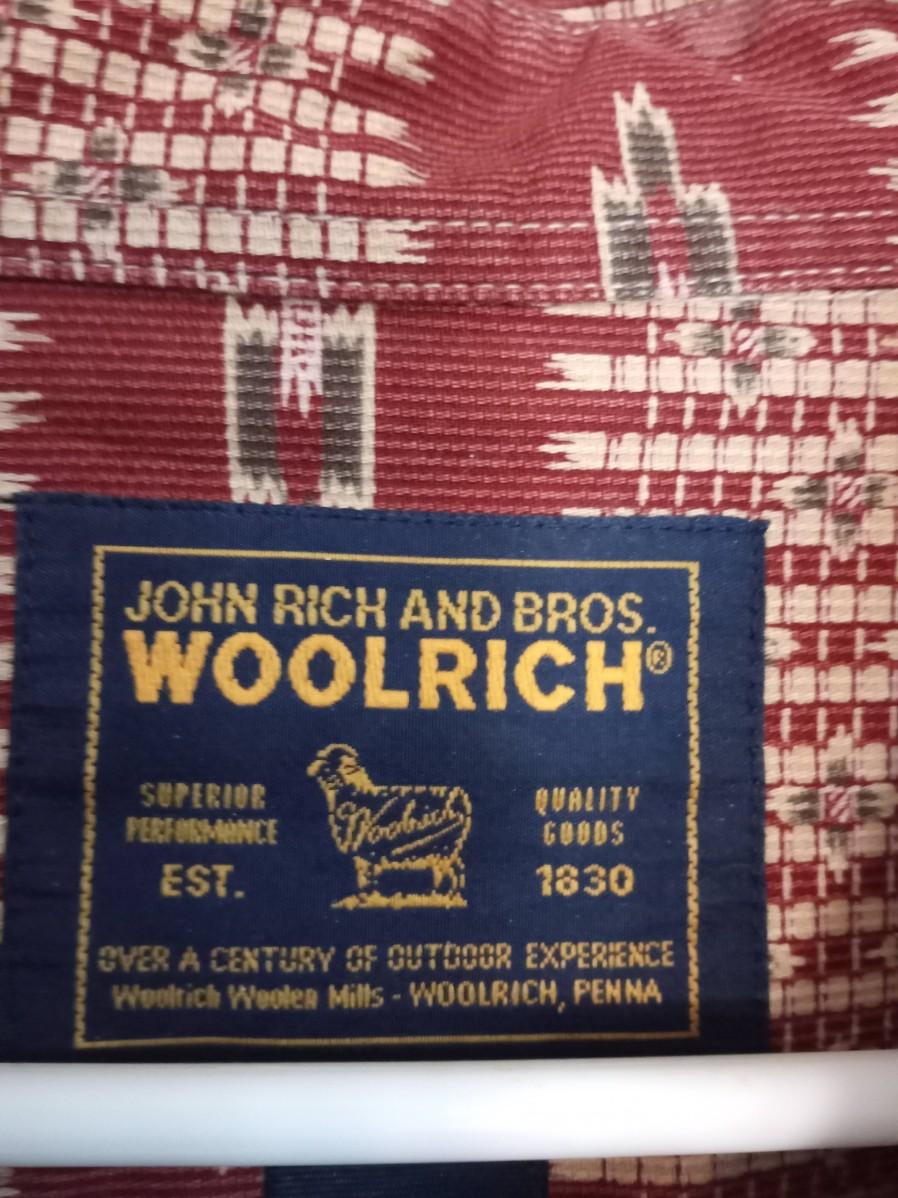 JOHN RICH AND BROS.
WOOLRICH®
SUPERIOR
PERFORMANCE
EST.
Woolrich
QUALITY
GOODS
1830
OVER A CENTURY OF OUTDOOR EXPERIENCE
Woolrich Woolen Mills - WOOLRICH, PENNA